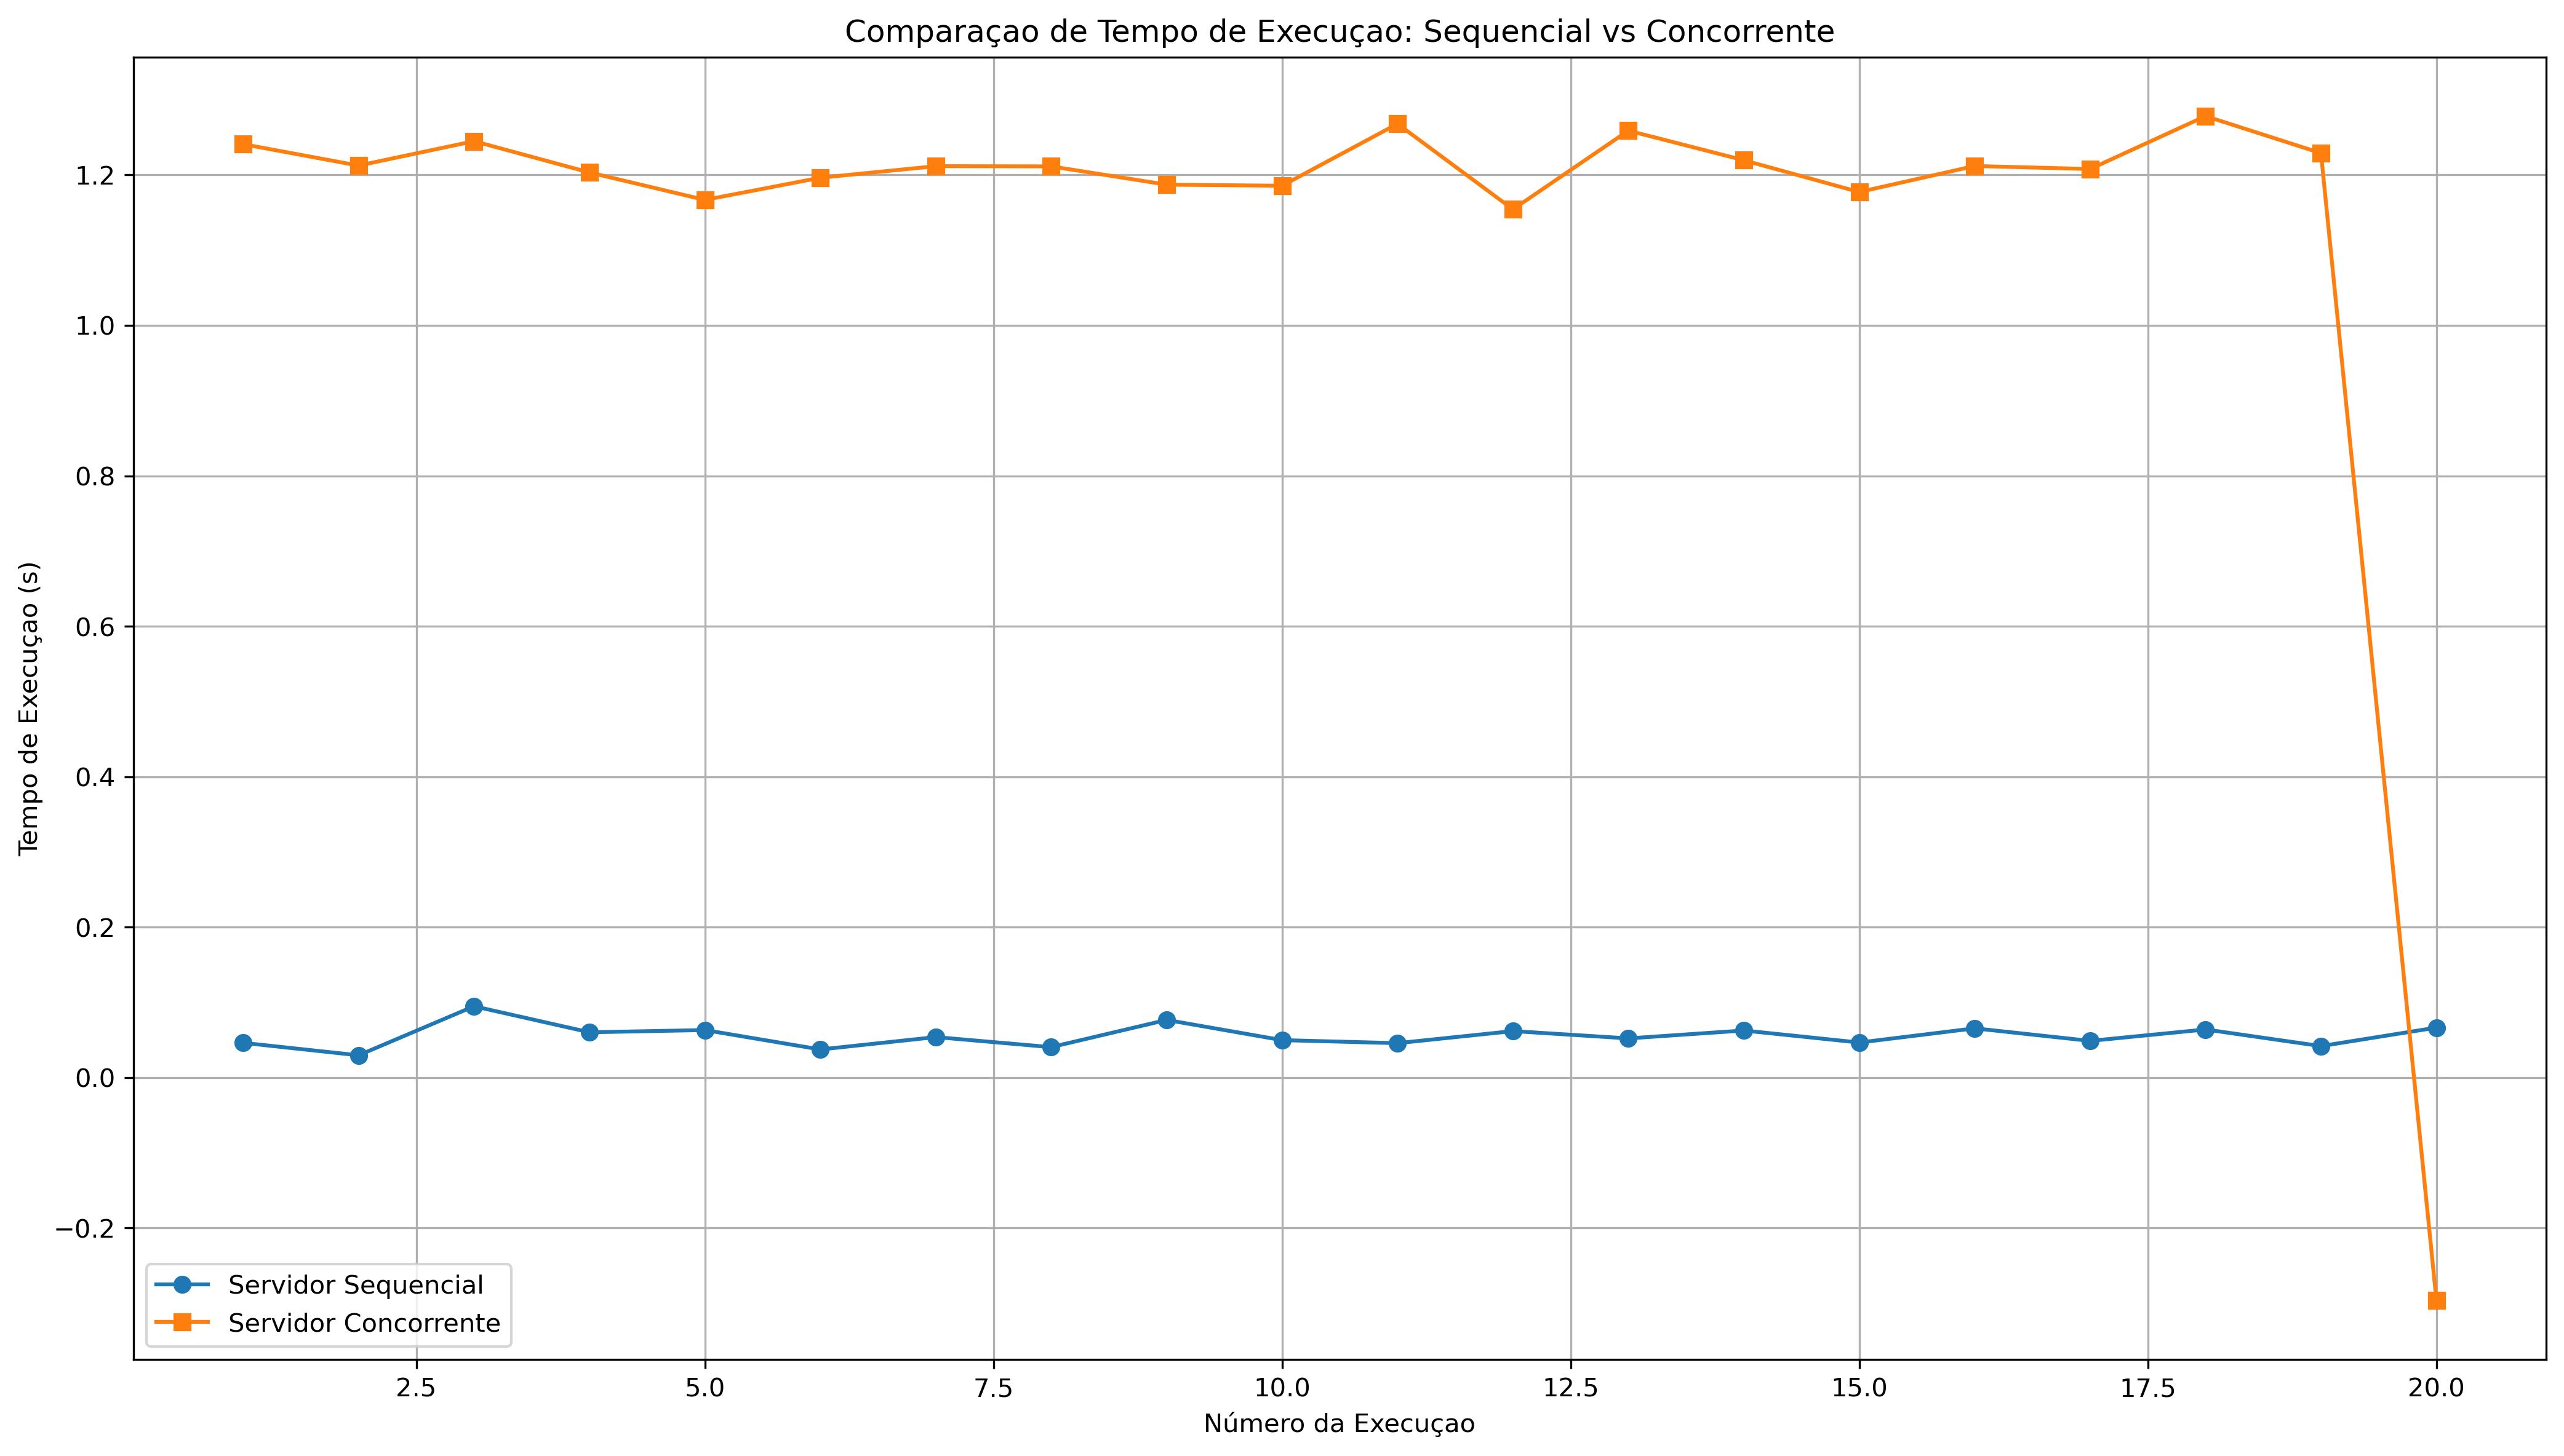 Comparaçao de Tempo de Execuçao: Sequencial vs Concorrente
Tempo de Execuçao (s)
1.2
1.0
0.8
0.6
0.4
0.2
0.0
−0.2
Servidor Sequencial
Servidor Concorrente
2.5 5.0 7.5 10.0 12.5 15.0 17.5 20.0
Número da Execuçao